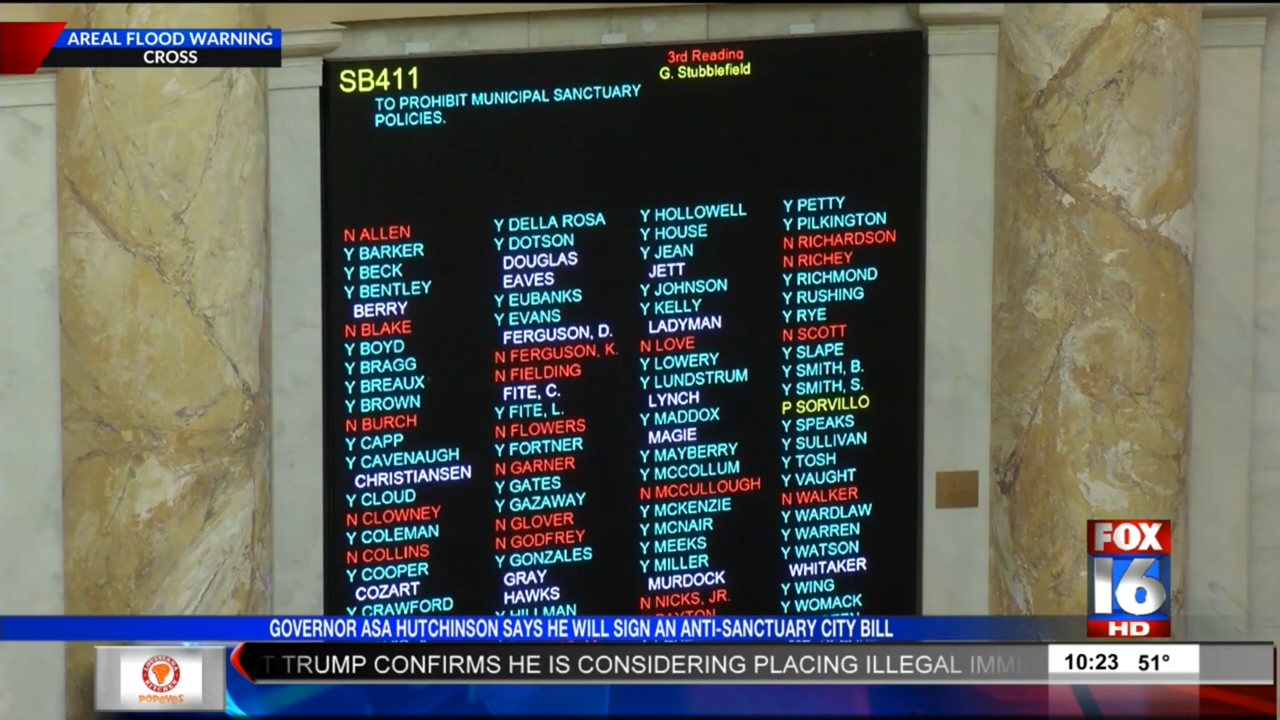 AREAL FLOOD WARNING
CROSS
SB411
3rd Reading
G. Stubblefield
TO PROHIBIT MUNICIPAL SANCTUARY
POLICIES.
N ALLEN
Y BARKER
Y BECK
Y BENTLEY
BERRY
N BLAKE
Y BOYD
Y BRAGG
Y BREAUX
Y BROWN
N BURCH
Y CAPP
Y CAVENAUGH
CHRISTIANSEN
Y CLOUD
N CLOWNEY
Y COLEMAN
N COLLINS
Y COOPER
COZART
Y CRAWFORD
Y DELLA ROSA
Y DOTSON
DOUGLAS
EAVES
Y EUBANKS
Y EVANS
FERGUSON, D.
N FERGUSON, K.
N FIELDING
FITE, C.
Y FITE, L.
N FLOWERS
Y FORTNER
N GARNER
Y GATES
Y GAZAWAY
N GLOVER
N GODFREY
Y GONZALES
GRAY
HAWKS
Y HILLMAN
Y HOLLOWELL
Y HOUSE
Y JEAN
JETT
Y JOHNSON
Y KELLY
LADYMAN
N LOVE
Y LOWERY
Y LUNDSTRUM
LYNCH
Y MADDOX
MAGIE
Y MAYBERRY
Y MCCOLLUM
N MCCULLOUGH
Y MCKENZIE
Y MCNAIR
Y MEEKS
Y MILLER
MURDOCK
N NICKS, JR.
Y PETTY
Y PILKINGTON
N RICHARDSON
N RICHEY
Y RICHMOND
Y RUSHING
Y RYE
N SCOTT
Y SLAPE
Y SMITH, B.
Y SMITH, S.
P SORVILLO
Y SPEAKS
Y SULLIVAN
Y TOSH
Y VAUGHT
N WALKER
Y WARDLAW
Y WARREN
Y WATSON
WHITAKER
Y WING
Y WOMACK
FOX
16
HD
GOVERNOR ASA HUTCHINSON SAYS HE WILL SIGN AN ANTI-SANCTUARY CITY BILL
LOUISIANA
KITCHEN
POPEYES
T TRUMP CONFIRMS HE IS CONSIDERING PLACING ILLEGAL IMMI
10:23 51°